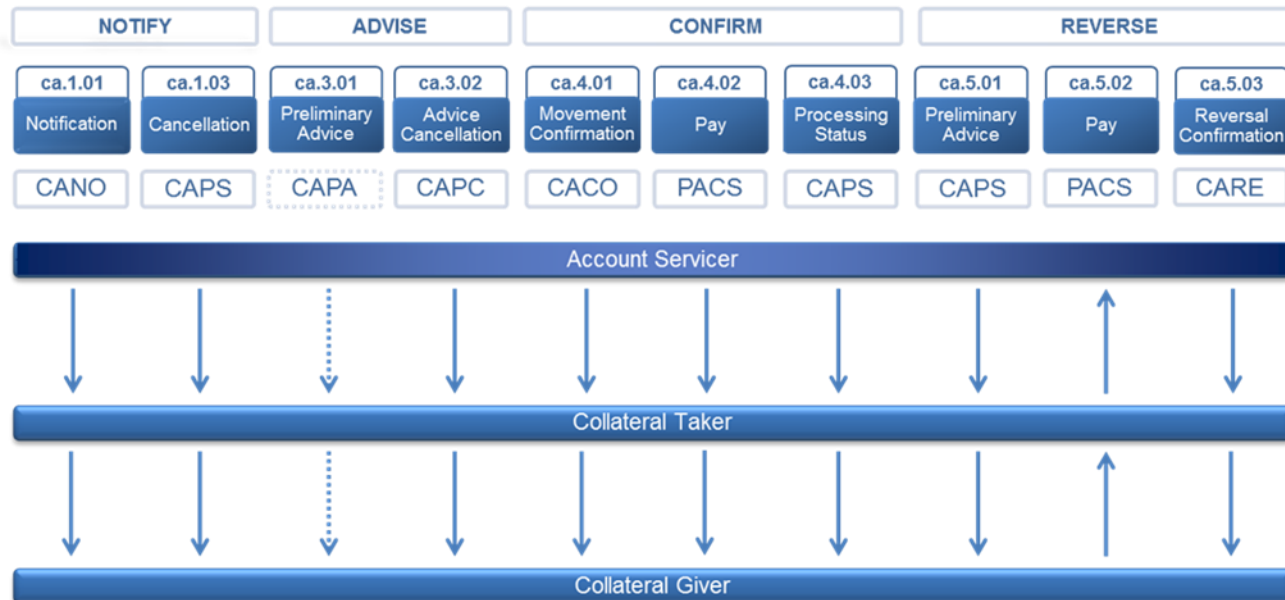 NOTIFY ADVISE CONFIRM REVERSE
ca.1.01 ca.1.03 ca.3.01 ca.3.02 ca.4.01 ca.4.02 ca.4.03 ca.5.01 ca.5.02 ca.5.03
Notification Cancellation Preliminary Advice Advice Cancellation Movement Confirmation Pay Processing Status Preliminary Advice Pay Reversal Confirmation
CANO CAPS CAPA CAPC CACO PACS CAPS CAPS PACS CARE
Account Servicer
Collateral Taker
Collateral Giver